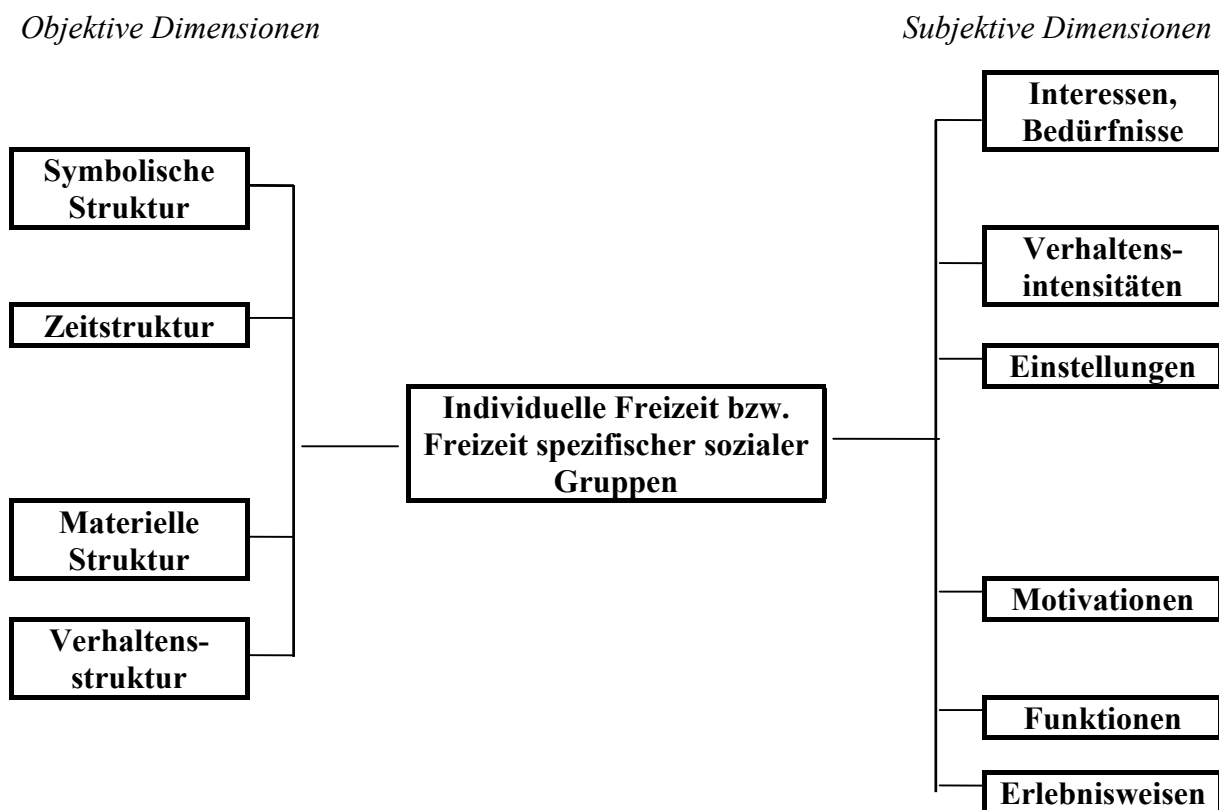 Objektive Dimensionen
Subjektive Dimensionen
Symbolische
Struktur
Zeitstruktur
Materielle
Struktur
Verhaltens-
struktur
Individuelle Freizeit bzw.
Freizeit spezifischer sozialer
Gruppen
Interessen,
Bedürfnisse
Verhaltens-
intensitäten
Einstellungen
Motivationen
Funktionen
Erlebnisweisen